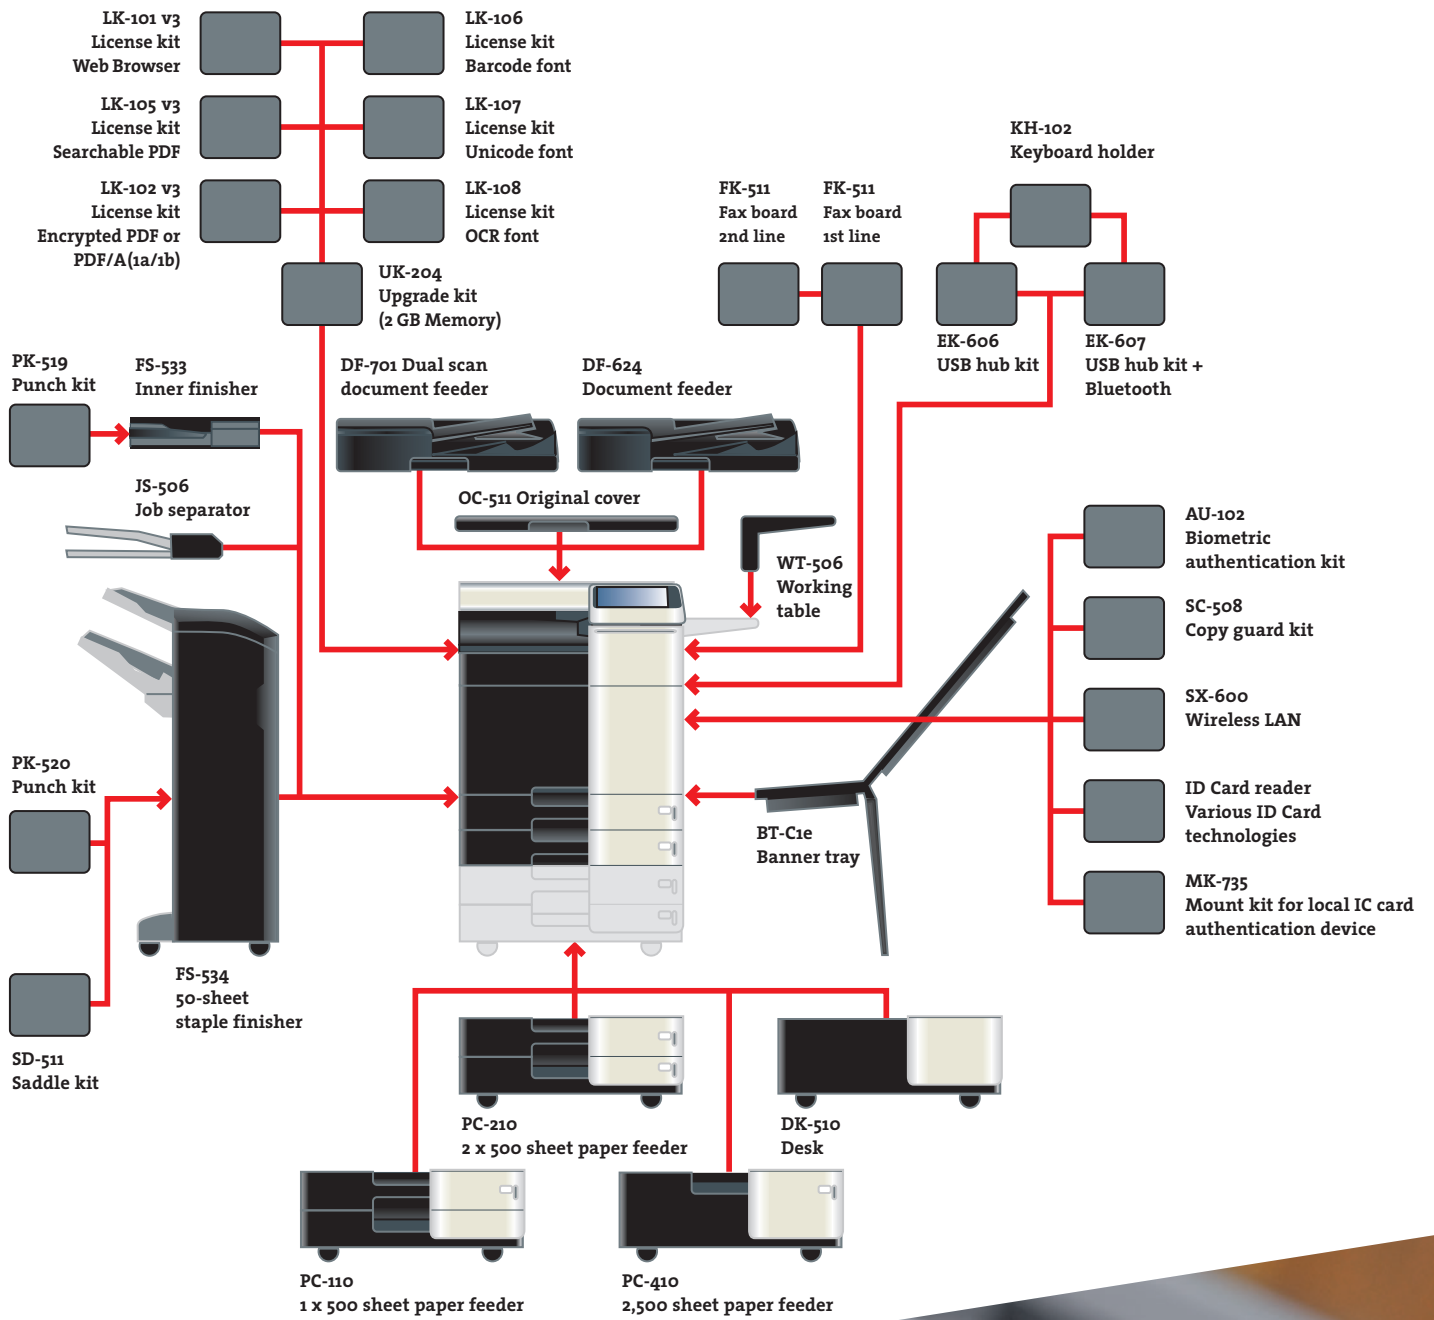 LK-101 v3
License kit
Web Browser
LK-106
License kit
Barcode font
LK-105 v3
License kit
Searchable PDF
LK-107
License kit
Unicode font
LK-102 v3
License kit
Encrypted PDF or
PDF/A(1a/1b)
LK-108
License kit
OCR font
UK-204
Upgrade kit
(2 GB Memory)
FK-511
Fax board
2nd line
FK-511
Fax board
1st line
KH-102
Keyboard holder
EK-606
USB hub kit
EK-607
USB hub kit +
Bluetooth
PK-519
Punch kit
FS-533
Inner finisher
DF-701 Dual scan
document feeder
DF-624
Document feeder
JS-506
Job separator
OC-511 Original cover
WT-506
Working
table
AU-102
Biometric
authentication kit
SC-508
Copy guard kit
SX-600
Wireless LAN
ID Card reader
Various ID Card
technologies
MK-735
Mount kit for local IC card
authentication device
PK-520
Punch kit
BT-C1e
Banner tray
FS-534
50-sheet
staple finisher
SD-511
Saddle kit
PC-210
2 x 500 sheet paper feeder
DK-510
Desk
PC-110
1 x 500 sheet paper feeder
PC-410
2,500 sheet paper feeder